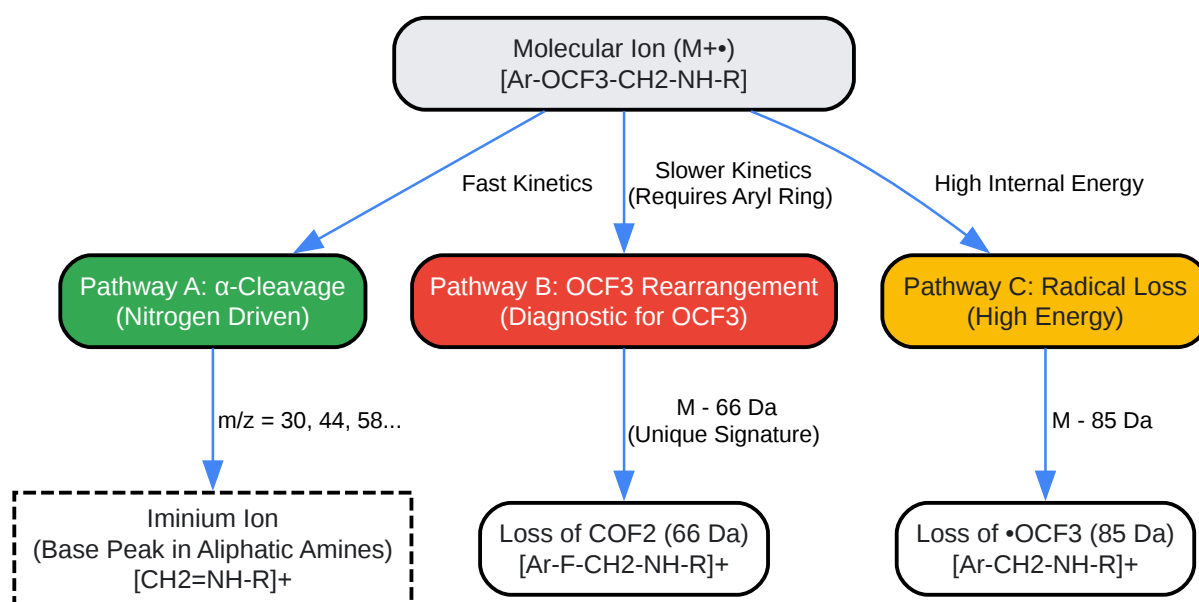 Molecular Ion (M+•)
[Ar-OCF3-CH2-NH-R]
Fast Kinetics
Slower Kinetics
(Requires Aryl Ring)
High Internal Energy
Pathway A: α-Cleavage
(Nitrogen Driven)
Pathway B: OCF3 Rearrangement
(Diagnostic for OCF3)
Pathway C: Radical Loss
(High Energy)
m/z = 30, 44, 58...
M - 66 Da
(Unique Signature)
M - 85 Da
Iminium Ion
(Base Peak in Aliphatic Amines)
[CH2=NH-R]+
Loss of COF2 (66 Da)
[Ar-F-CH2-NH-R]+
Loss of •OCF3 (85 Da)
[Ar-CH2-NH-R]+